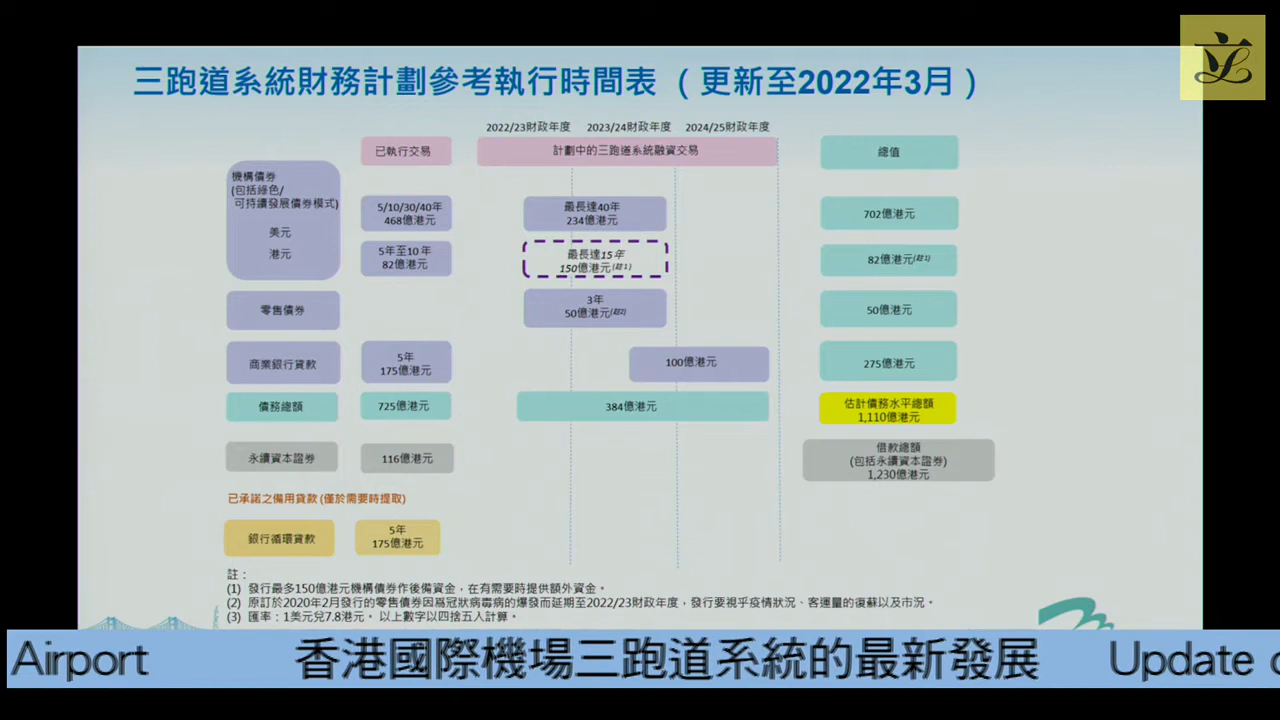 立
三跑道系統財務計劃參考執行時間表 （更新至2022年3月）
2022/23財政年度 2023/24財政年度 2024/25財政年度
已執行交易
計劃中的三跑道系統融資交易
總值
機構債券
(包括綠色/
可持續發展債券模式)
美元
港元
5/10/30/40年
468億港元
最長達40年
234億港元
702億港元
5年至10年
82億港元
最長達15年
150億港元(註1)
82億港元(註1)
零售債券
3年
50億港元(註2)
50億港元
商業銀行貸款
5年
175億港元
100億港元
275億港元
債務總額
725億港元
384億港元
估計債務水平總額
1,110億港元
永續資本證券
116億港元
借款總額
(包括永續資本證券)
1,230億港元
已承諾之備用貸款 (僅於需要時提取)
銀行循環貸款
5年
175億港元
註：
(1) 發行最多150億港元機構債券作後備資金，在有需要時提供額外資金。
(2) 原訂於2020年2月發行的零售債券因爲冠狀病毒病的爆發而延期至2022/23財政年度，發行要視乎疫情狀況、客運量的復蘇以及市況。
(3) 匯率：1美元兌7.8港元。 以上數字以四捨五入計算。
Airport 香港國際機場三跑道系統的最新發展 Update